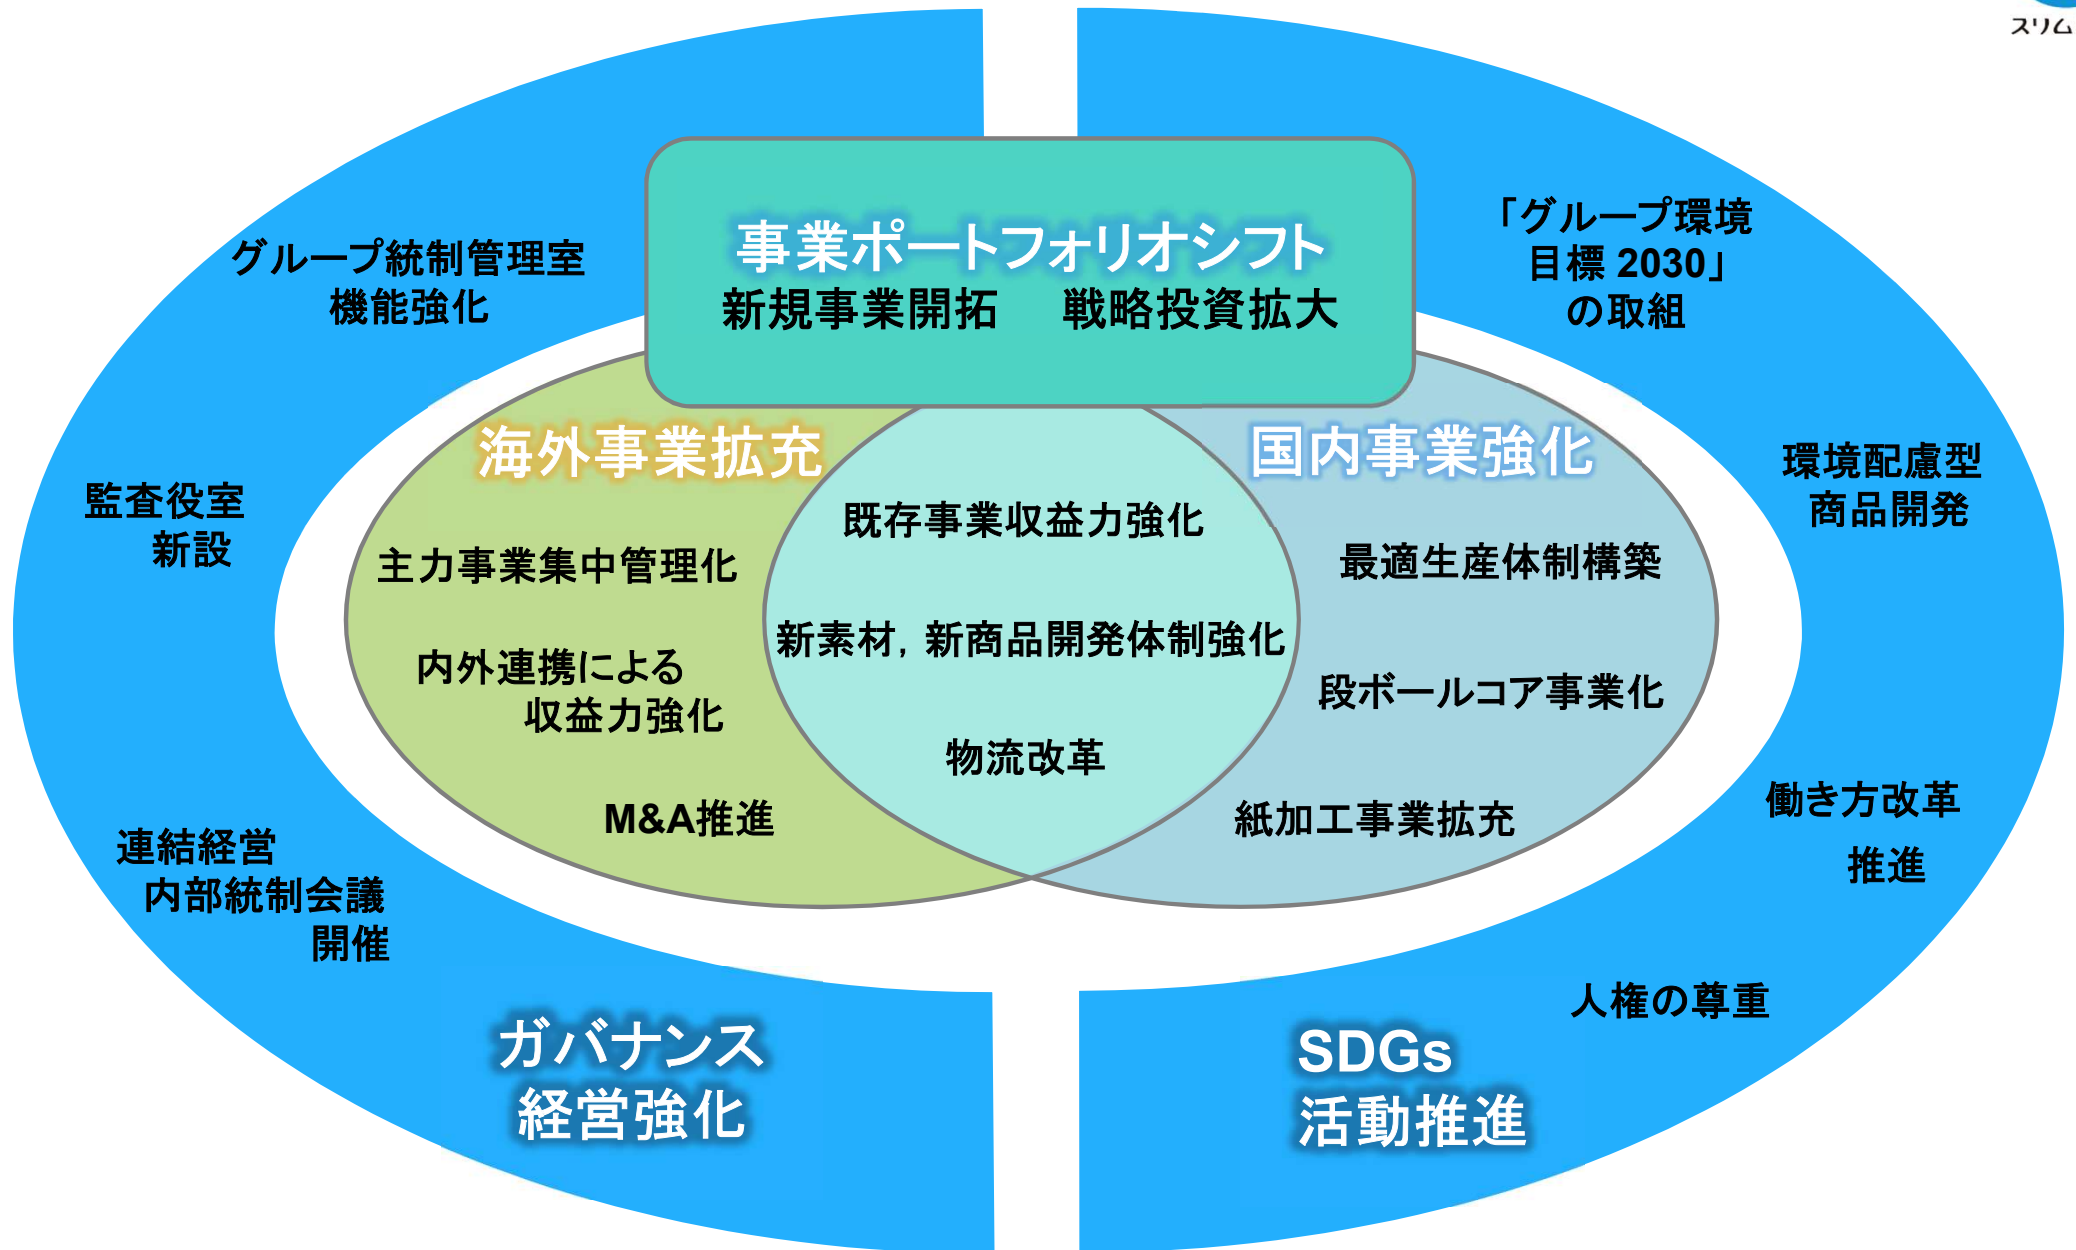 スリム
事業ポートフォリオシフト
新規事業開拓　戦略投資拡大
グループ統制管理室
機能強化
監査役室
新設
連結経営
内部統制会議
開催
ガバナンス
経営強化
海外事業拡充
主力事業集中管理化
内外連携による
収益力強化
M&A推進
既存事業収益力強化
新素材，新商品開発体制強化
物流改革
国内事業強化
最適生産体制構築
段ボールコア事業化
紙加工事業拡充
「グループ環境
目標 2030」
の取組
環境配慮型
商品開発
働き方改革
推進
人権の尊重
SDGs
活動推進